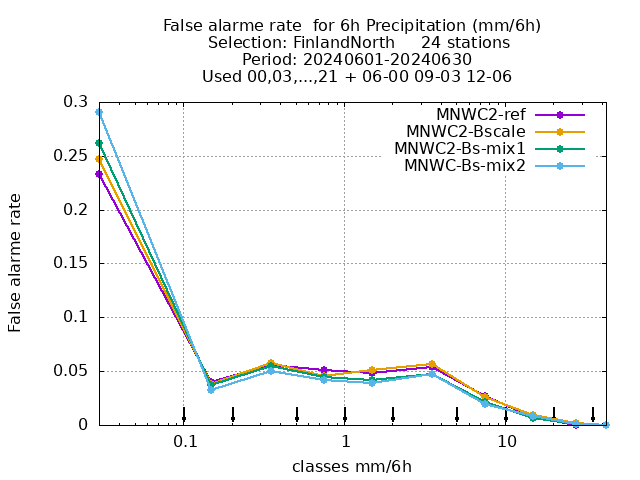 False alarme rate  for 6h Precipitation (mm/6h)
Selection: FinlandNorth     24 stations
Period: 20240601-20240630
Used 00,03,...,21 + 06-00 09-03 12-06
MNWC2-ref
MNWC2-Bscale
MNWC2-Bs-mix1
MNWC-Bs-mix2
False alarme rate
0.3
0.25
0.2
0.15
0.1
0.05
0
0.1
1
10
classes mm/6h